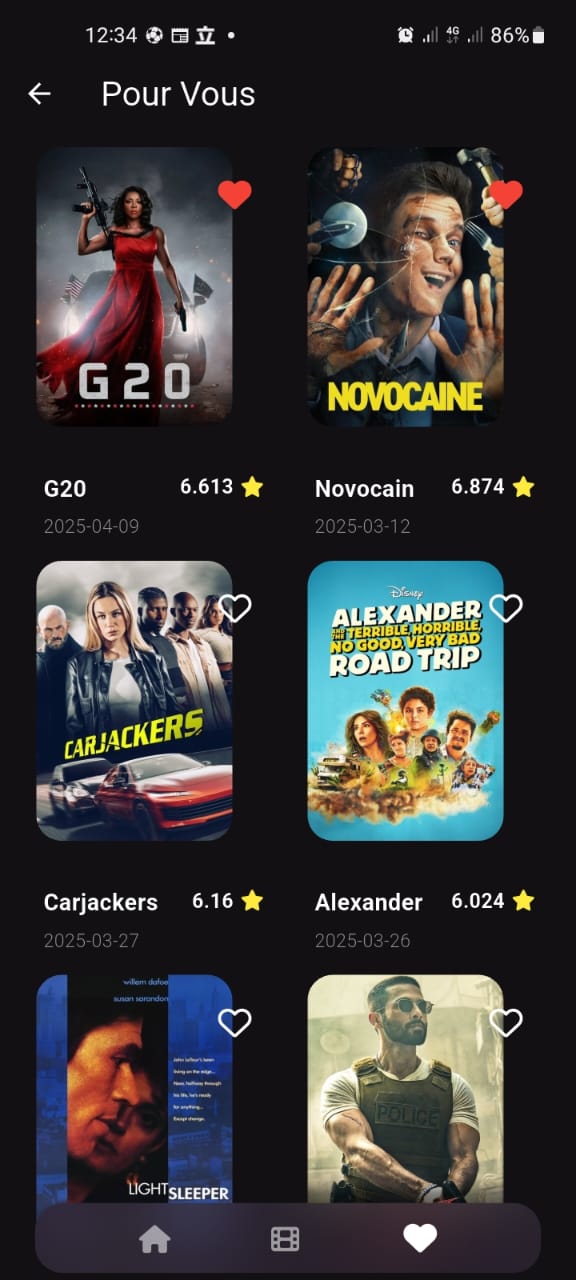 12:34 立 4G 86%
Pour Vous
G20
NOVOCAINE
G20 6.613
Novocain 6.874
2025-04-09
2025-03-12
CARJACKERS
Disney
ALEXANDER
AND THE TERRIBLE, HORRIBLE,
NO GOOD, VERY BAD
ROAD TRIP
Carjackers 6.16
Alexander 6.024
2025-03-27
2025-03-26
willem dafoe
susan sarandon
John LeTour's been
living on the edge...
Now, halfway through
his life, he's ready
for anything...
Except change.
LIGHT SLEEPER
POLICE